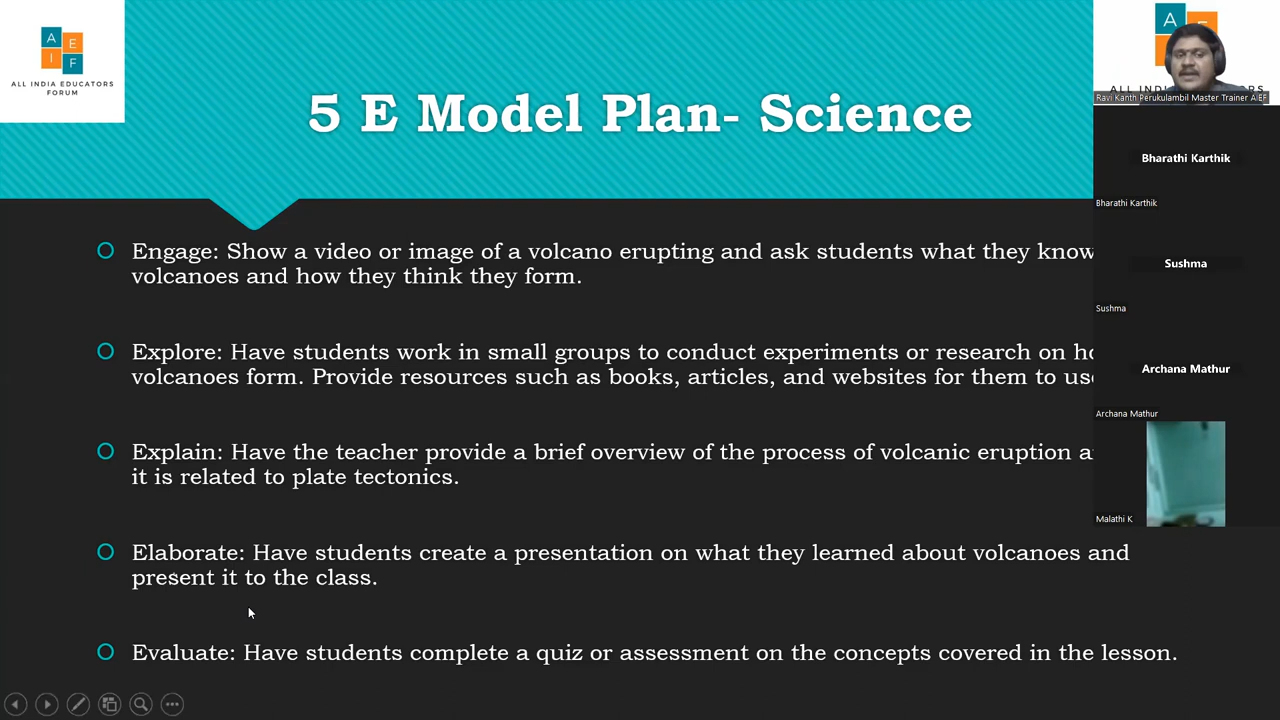 A E
I F
ALL INDIA EDUCATORS
FORUM
5 E Model Plan- Science
Engage: Show a video or image of a volcano erupting and ask students what they know
volcanoes and how they think they form.
Explore: Have students work in small groups to conduct experiments or research on
volcanoes form. Provide resources such as books, articles, and websites for them to
Explain: Have the teacher provide a brief overview of the process of volcanic eruption
it is related to plate tectonics.
Elaborate: Have students create a presentation on what they learned about volcanoes and
present it to the class.
Evaluate: Have students complete a quiz or assessment on the concepts covered in the lesson.
A
Ravi Kanth Perukulambil Master Trainer AIEF
Bharathi Karthik
Bharathi Karthik
Sushma
Sushma
Archana Mathur
Archana Mathur
Malathi K